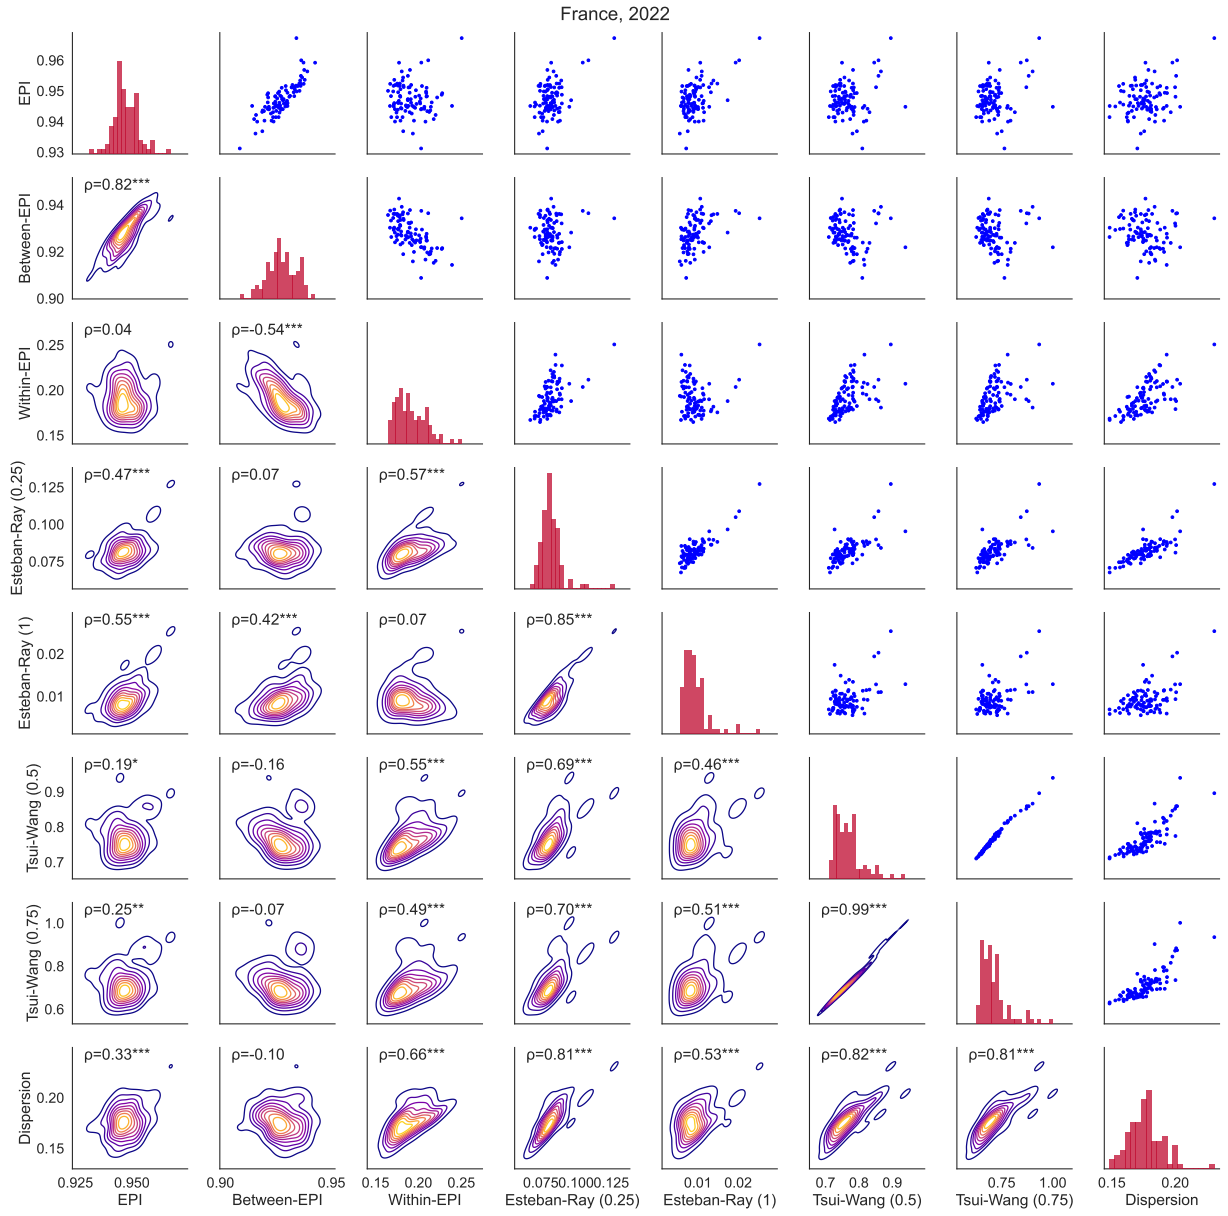 France, 2022
EPI
0.96
0.95
0.94
0.93
Between-EPI
0.94
0.92
0.90
ρ=0.82***
Within-EPI
0.25
0.20
0.15
ρ=0.04
ρ=-0.54***
Esteban-Ray (0.25)
0.125
0.100
0.075
ρ=0.47***
ρ=0.07
ρ=0.57***
Esteban-Ray (1)
0.02
0.01
ρ=0.55***
ρ=0.42***
ρ=0.07
ρ=0.85***
Tsui-Wang (0.5)
0.9
0.8
0.7
ρ=0.19*
ρ=-0.16
ρ=0.55***
ρ=0.69***
ρ=0.46***
Tsui-Wang (0.75)
1.0
0.8
0.6
ρ=0.25**
ρ=-0.07
ρ=0.49***
ρ=0.70***
ρ=0.51***
ρ=0.99***
Dispersion
0.20
0.15
ρ=0.33***
ρ=-0.10
ρ=0.66***
ρ=0.81***
ρ=0.53***
ρ=0.82***
ρ=0.81***
0.925 0.950
0.90 0.95
0.15 0.20 0.25
0.075 0.100 0.125
0.01 0.02
0.7 0.8 0.9
0.75 1.00
0.15 0.20
EPI
Between-EPI
Within-EPI
Esteban-Ray (0.25)
Esteban-Ray (1)
Tsui-Wang (0.5)
Tsui-Wang (0.75)
Dispersion